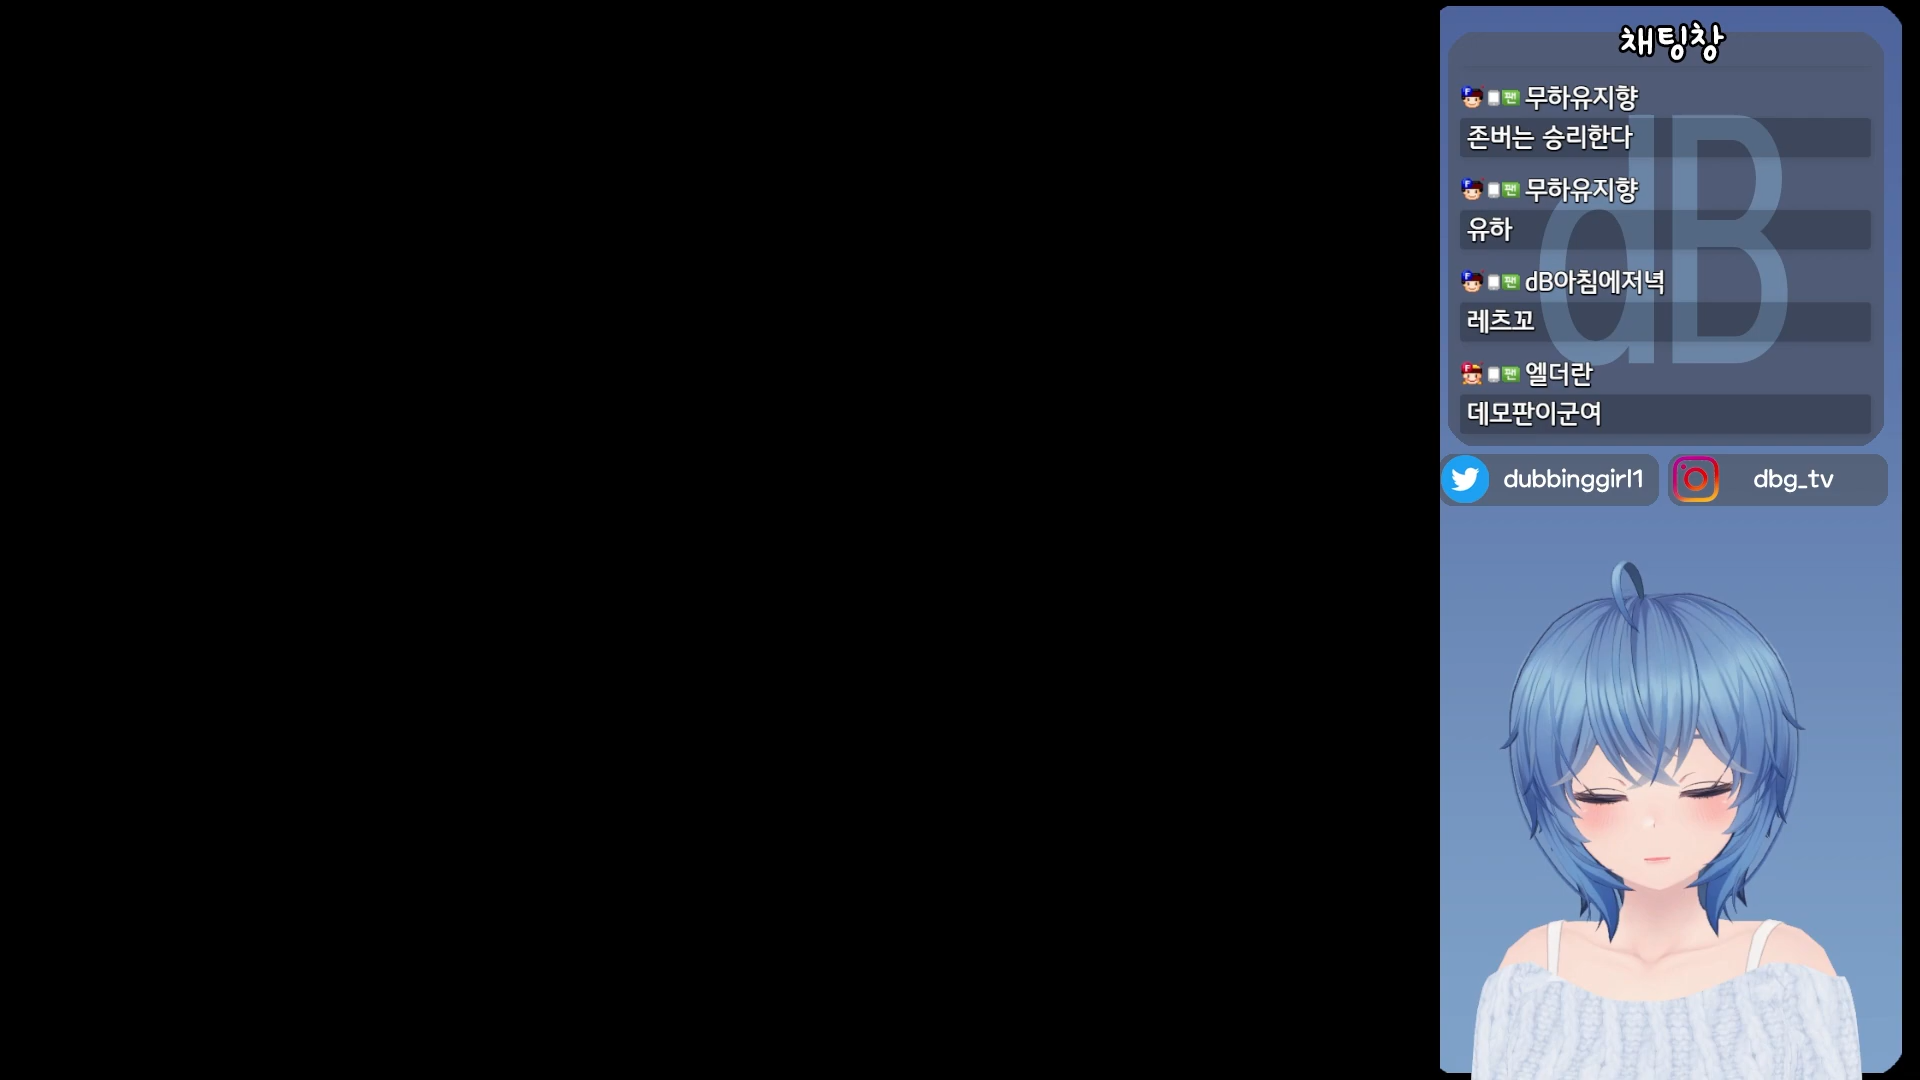 채팅창
무하유지향
존버는 승리한다
무하유지향
유하
dB아침에저녁
레츠꼬
엘더란
데모판이군여
dB
dubbinggirl1
dbg_tv